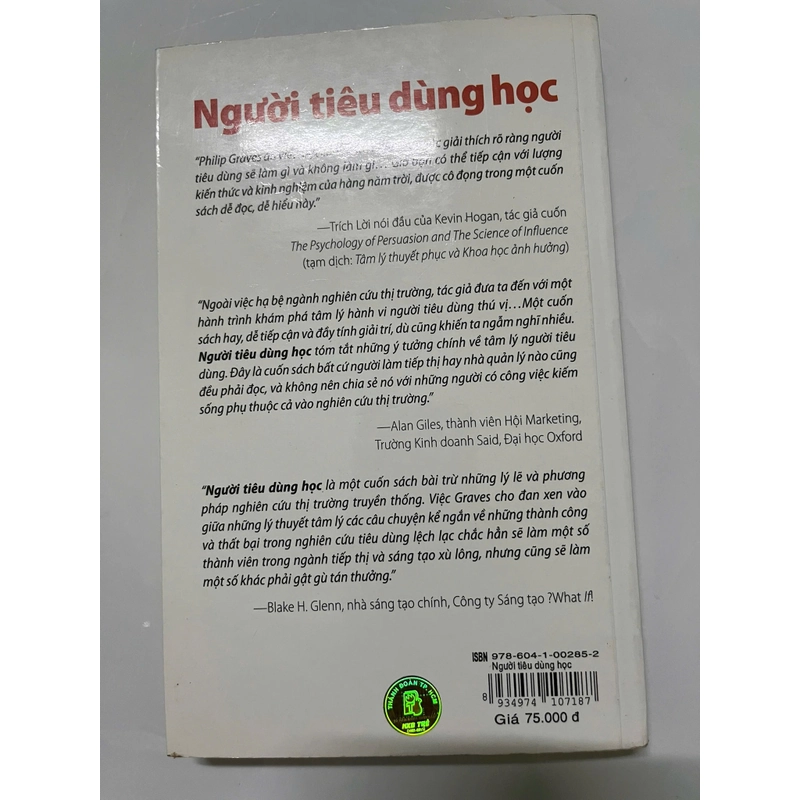 Người tiêu dùng học
"Philip Graves đã viết giải thích rõ ràng người
tiêu dùng sẽ làm gì và không làm gì... Giờ bạn có thể tiếp cận với lượng
kiến thức và kinh nghiệm của hàng năm trời, được cô đọng trong một cuốn
sách dễ đọc, dễ hiểu này."
—Trích Lời nói đầu của Kevin Hogan, tác giả cuốn
The Psychology of Persuasion and The Science of Influence
(tạm dịch: Tâm lý thuyết phục và Khoa học ảnh hưởng)
"Ngoài việc hạ bệ ngành nghiên cứu thị trường, tác giả đưa ta đến với một
hành trình khám phá tâm lý hành vi người tiêu dùng thú vị...Một cuốn
sách hay, dễ tiếp cận và đầy tính giải trí, dù cũng khiến ta ngẫm nghĩ nhiều.
Người tiêu dùng học tóm tắt những ý tưởng chính về tâm lý người tiêu
dùng. Đây là cuốn sách bất cứ người làm tiếp thị hay nhà quản lý nào cũng
đều phải đọc, và không nên chia sẻ nó với những người có công việc kiếm
sống phụ thuộc cả vào nghiên cứu thị trường."
—Alan Giles, thành viên Hội Marketing,
Trường Kinh doanh Said, Đại học Oxford
"Người tiêu dùng học là một cuốn sách bài trừ những lý lẽ và phương
pháp nghiên cứu thị trường truyền thống. Việc Graves cho đan xen vào
giữa những lý thuyết tâm lý các câu chuyện kể ngắn về những thành công
và thất bại trong nghiên cứu tiêu dùng lệch lạc chắc hẳn sẽ làm một số
thành viên trong ngành tiếp thị và sáng tạo xù lông, nhưng cũng sẽ làm
một số khác phải gật gù tán thưởng."
—Blake H. Glenn, nhà sáng tạo chính, Công ty Sáng tạo ?What If!
ISBN 978-604-1-00285-2
Người tiêu dùng học
8 934974 107187
Giá 75.000 đ
THÀNH ĐOÀN TP. HCM
NXB TRẺ